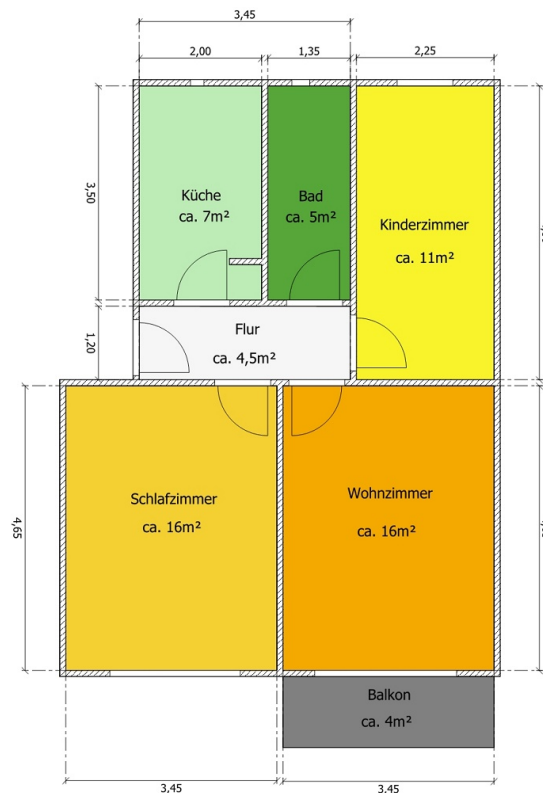 3,45
2,00
1,35
2,25
3,50
Küche
ca. 7m²
Bad
ca. 5m²
Kinderzimmer
ca. 11m²
1,20
Flur
ca. 4,5m²
4,65
Schlafzimmer
ca. 16m²
Wohnzimmer
ca. 16m²
Balkon
ca. 4m²
3,45
3,45